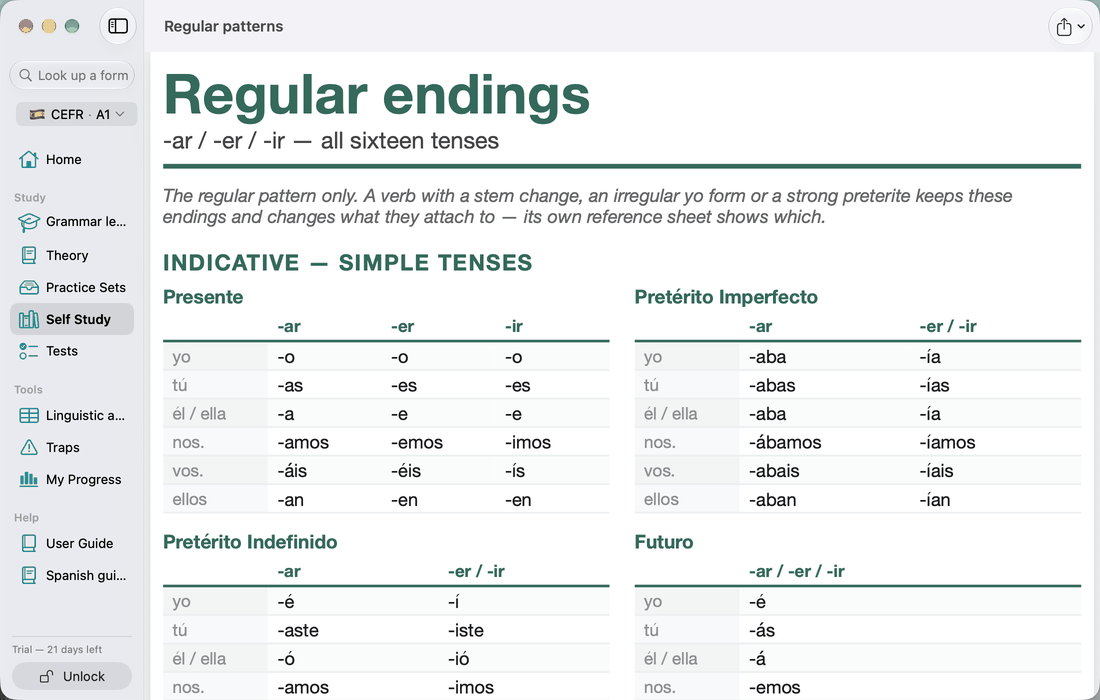 Regular patterns
Look up a form
CEFR · A1
Home
Study
Grammar le...
Theory
Practice Sets
Self Study
Tests
Tools
Linguistic a...
Traps
My Progress
Help
User Guide
Spanish gui...
Trial — 21 days left
Unlock
Regular endings
-ar / -er / -ir — all sixteen tenses
The regular pattern only. A verb with a stem change, an irregular yo form or a strong preterite keeps these
endings and changes what they attach to — its own reference sheet shows which.
INDICATIVE — SIMPLE TENSES
Presente
-ar -er -ir
yo -o -o -o
tú -as -es -es
él / ella -a -e -e
nos. -amos -emos -imos
vos. -áis -éis -ís
ellos -an -en -en
Pretérito Imperfecto
-ar -er / -ir
yo -aba -ía
tú -abas -ías
él / ella -aba -ía
nos. -ábamos -íamos
vos. -abais -íais
ellos -aban -ían
Pretérito Indefinido
-ar -er / -ir
yo -é -í
tú -aste -iste
él / ella -ó -ió
nos. -amos -imos
Futuro
-ar / -er / -ir
yo -é
tú -ás
él / ella -á
nos. -emos